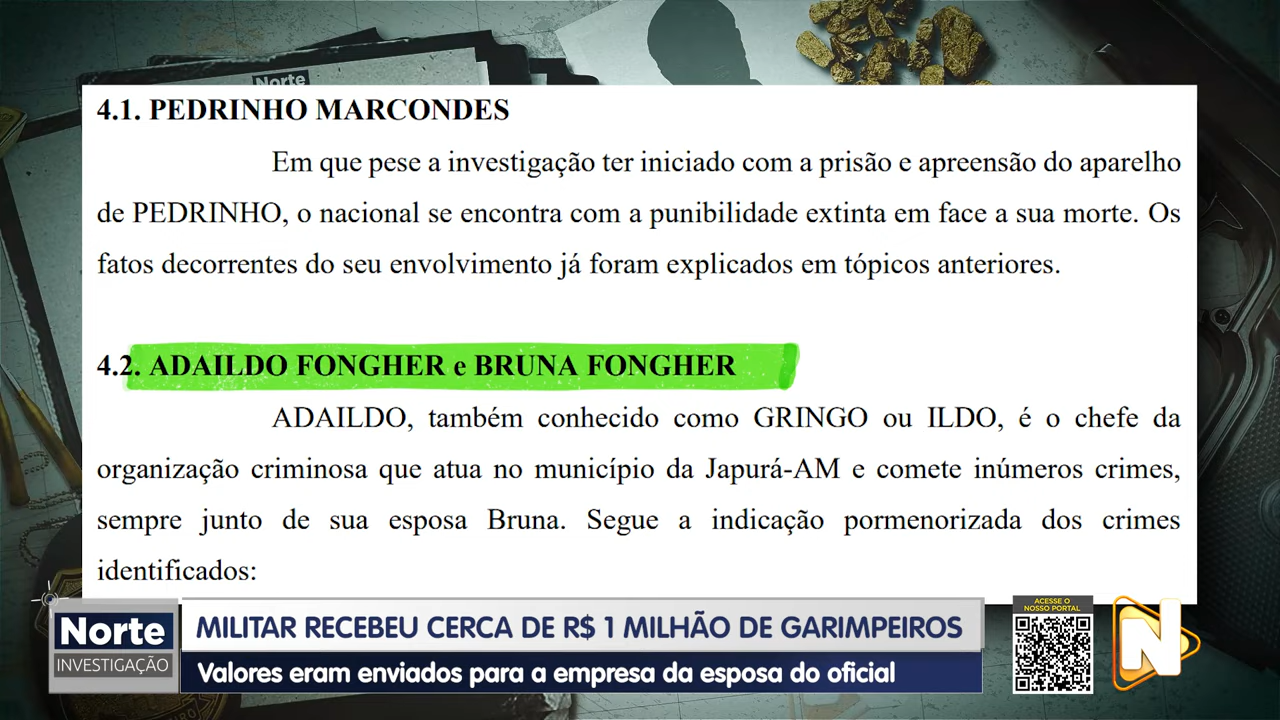 Norte
4.1. PEDRINHO MARCONDES
Em que pese a investigação ter iniciado com a prisão e apreensão do aparelho
de PEDRINHO, o nacional se encontra com a punibilidade extinta em face a sua morte. Os
fatos decorrentes do seu envolvimento já foram explicados em tópicos anteriores.
4.2. ADAILDO FONGHER e BRUNA FONGHER
ADAILDO, também conhecido como GRINGO ou ILDO, é o chefe da
organização criminosa que atua no município da Japurá-AM e comete inúmeros crimes,
sempre junto de sua esposa Bruna. Segue a indicação pormenorizada dos crimes
identificados:
Norte
INVESTIGAÇÃO
MILITAR RECEBEU CERCA DE R$ 1 MILHÃO DE GARIMPEIROS
Valores eram enviados para a empresa da esposa do oficial
ACESSE O
NOSSO PORTAL
N